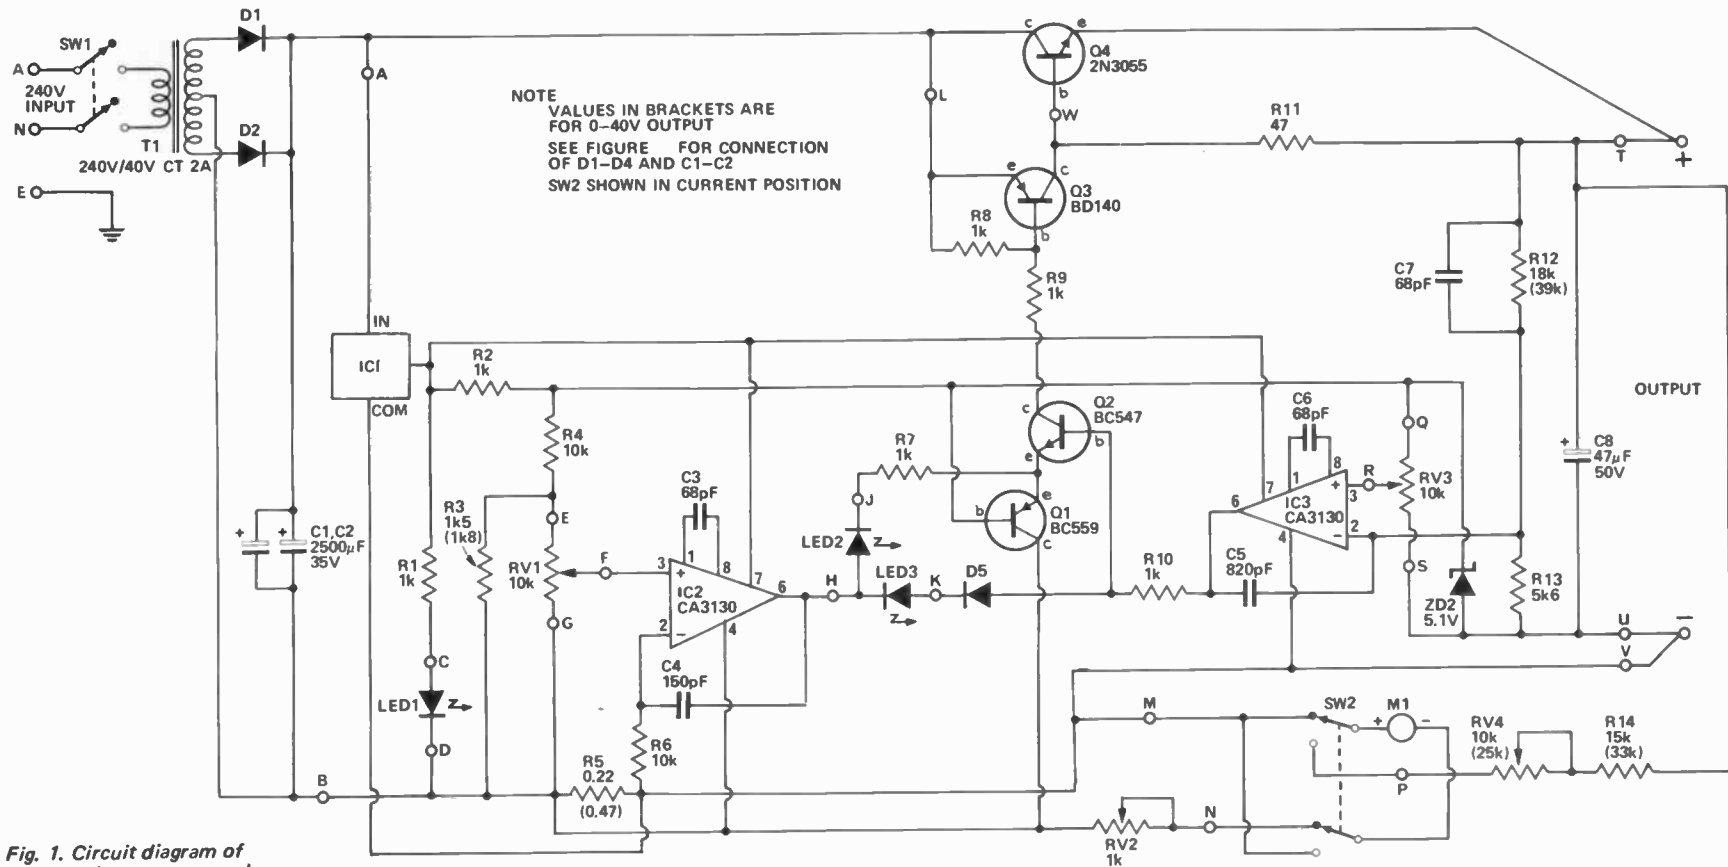 D1
SW1
A
240V
INPUT
N
T1
240V/40V CT 2A
D2
E
A
NOTE
VALUES IN BRACKETS ARE
FOR 0–40V OUTPUT
SEE FIGURE FOR CONNECTION
OF D1–D4 AND C1–C2
SW2 SHOWN IN CURRENT POSITION
c
e
Q4
2N3055
b
W
L
R11
47
T
+
e
c
Q3
BD140
b
R8
1k
R9
1k
C7
68pF
R12
18k
(39k)
IN
IC1
COM
R2
1k
R4
10k
R3
1k5
(1k8)
E
RV1
10k
F
G
R1
1k
C
LED1
D
C1,C2
2500μF
35V
+
+
B
C3
68pF
1
8
3
+
IC2
CA3130
7
6
2
–
4
C4
150pF
R6
10k
R5
0.22
(0.47)
H
J
LED2
R7
1k
LED3
K
D5
c
Q2
BC547
b
e
e
b
Q1
BC559
c
R10
1k
C6
68pF
1
8
7
6
IC3
CA3130
+
3
R
2
–
4
C5
820pF
Q
RV3
10k
S
ZD2
5.1V
R13
5k6
OUTPUT
+
C8
47μF
50V
U
–
V
M
SW2
M1
+
–
RV4
10k
(25k)
R14
15k
(33k)
P
N
RV2
1k
Fig. 1. Circuit diagram of